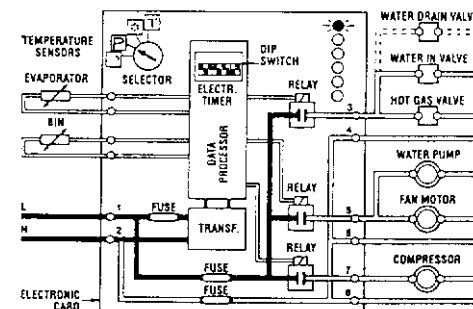 TEMPERATURE
SENSORS
EVAPORATOR
BIN
P
SELECTOR
DIP
SWITCH
ELECTR.
TIMER
DATA
PROCESSOR
TRANSF.
FUSE
FUSE
FUSE
RELAY
RELAY
RELAY
L
1
2
3
4
5
6
7
WATER DRAIN VALV
WATER IN VALVE
HOT GAS VALVE
WATER PUMP
FAN MOTOR
COMPRESSOR
ELECTRONIC
CARD